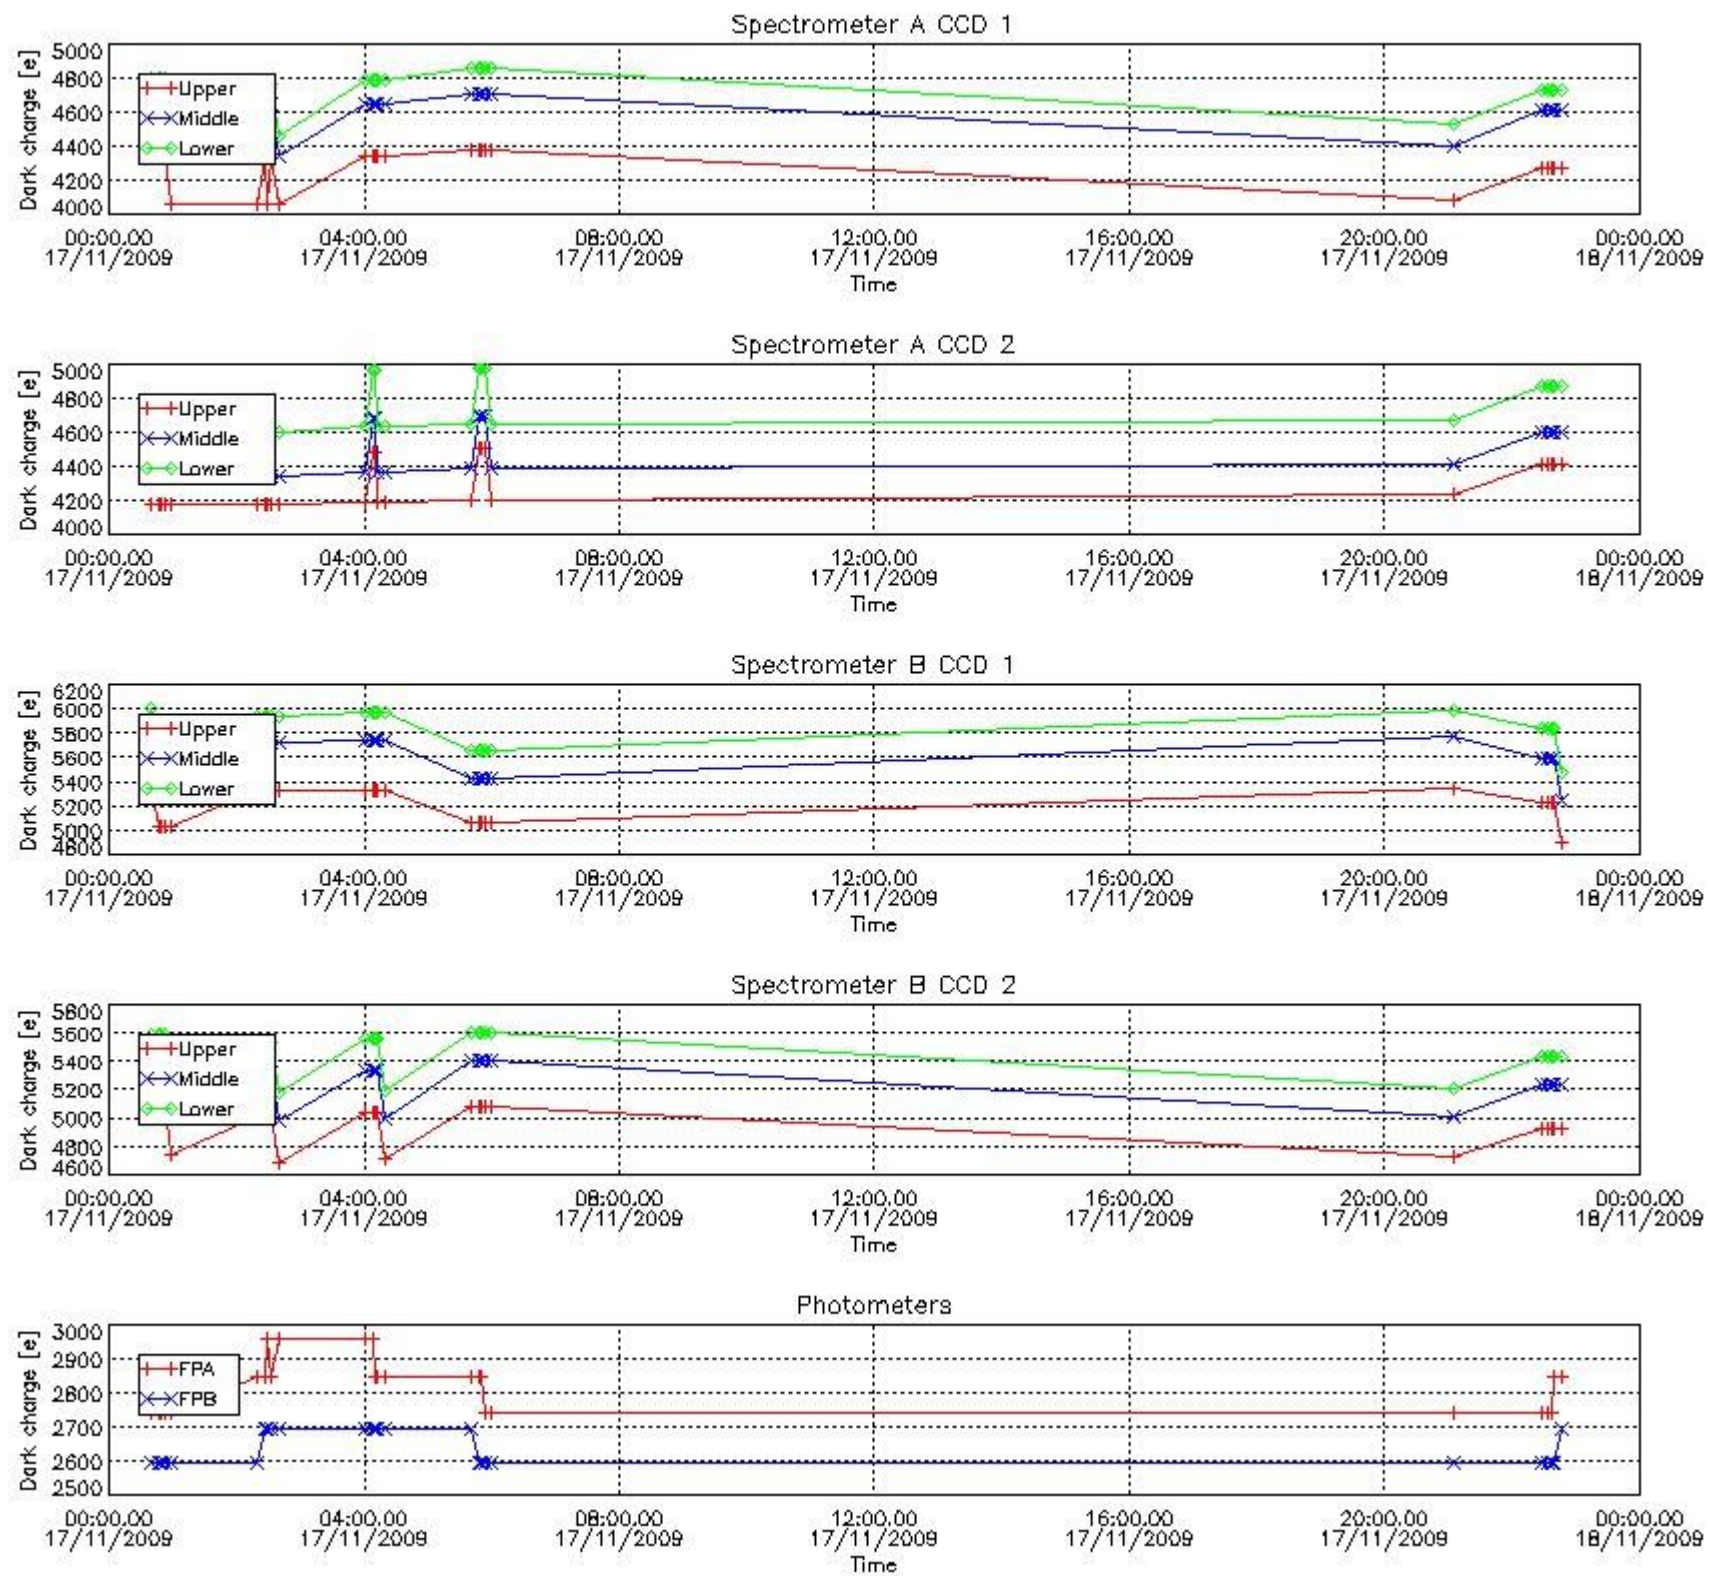 Spectrometer A CCD 1
Dark charge [e]
5000
4800
4600
4400
4200
4000
Upper
Middle
Lower
00:00.00 04:00.00 08:00.00 12:00.00 16:00.00 20:00.00 00:00.00
17/11/2009 17/11/2009 17/11/2009 17/11/2009 17/11/2009 17/11/2009 18/11/2009
Time
Spectrometer A CCD 2
Dark charge [e]
5000
4800
4600
4400
4200
4000
Upper
Middle
Lower
00:00.00 04:00.00 08:00.00 12:00.00 16:00.00 20:00.00 00:00.00
17/11/2009 17/11/2009 17/11/2009 17/11/2009 17/11/2009 17/11/2009 18/11/2009
Time
Spectrometer B CCD 1
Dark charge [e]
6200
6000
5800
5600
5400
5200
5000
4800
Upper
Middle
Lower
00:00.00 04:00.00 08:00.00 12:00.00 16:00.00 20:00.00 00:00.00
17/11/2009 17/11/2009 17/11/2009 17/11/2009 17/11/2009 17/11/2009 18/11/2009
Time
Spectrometer B CCD 2
Dark charge [e]
5800
5600
5400
5200
5000
4800
4600
Upper
Middle
Lower
00:00.00 04:00.00 08:00.00 12:00.00 16:00.00 20:00.00 00:00.00
17/11/2009 17/11/2009 17/11/2009 17/11/2009 17/11/2009 17/11/2009 18/11/2009
Time
Photometers
Dark charge [e]
3000
2900
2800
2700
2600
2500
FPA
FPB
00:00.00 04:00.00 08:00.00 12:00.00 16:00.00 20:00.00 00:00.00
17/11/2009 17/11/2009 17/11/2009 17/11/2009 17/11/2009 17/11/2009 18/11/2009
Time